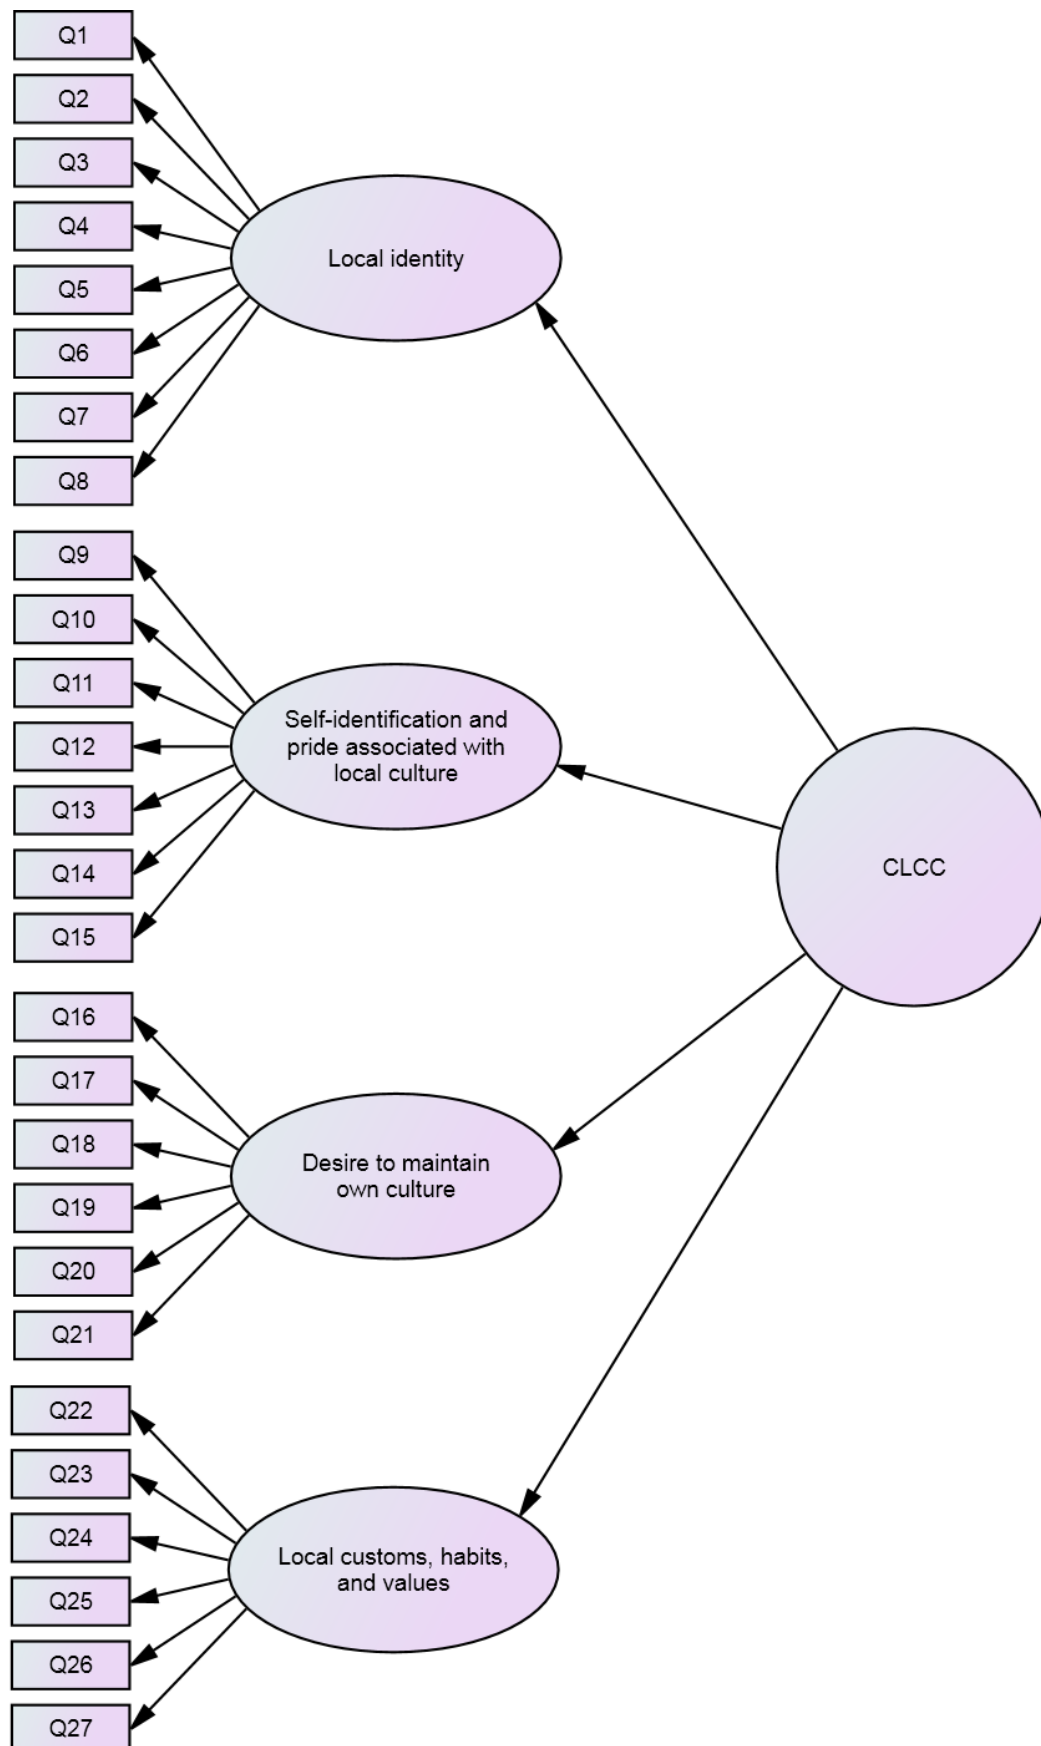 Q1
Q2
Q3
Q4
Q5
Q6
Q7
Q8
Local identity
Q9
Q10
Q11
Q12
Q13
Q14
Q15
Self-identification and
pride associated with
local culture
CLCC
Q16
Q17
Q18
Q19
Q20
Q21
Desire to maintain
own culture
Q22
Q23
Q24
Q25
Q26
Q27
Local customs, habits,
and values